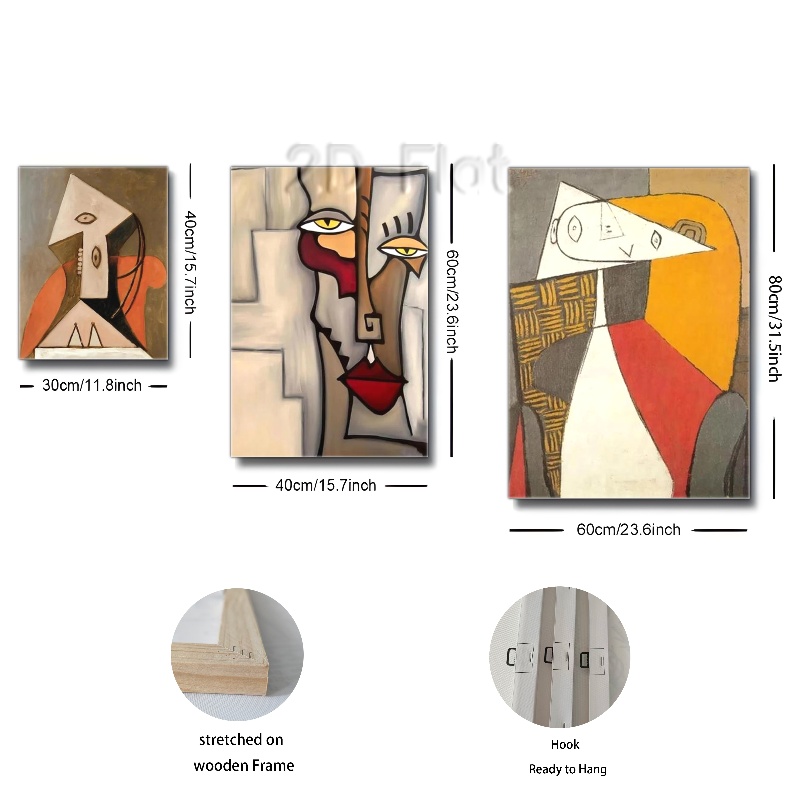 2D Flat
40cm/15.7inch
30cm/11.8inch
60cm/23.6inch
40cm/15.7inch
80cm/31.5inch
60cm/23.6inch
stretched on
wooden Frame
Hook
Ready to Hang